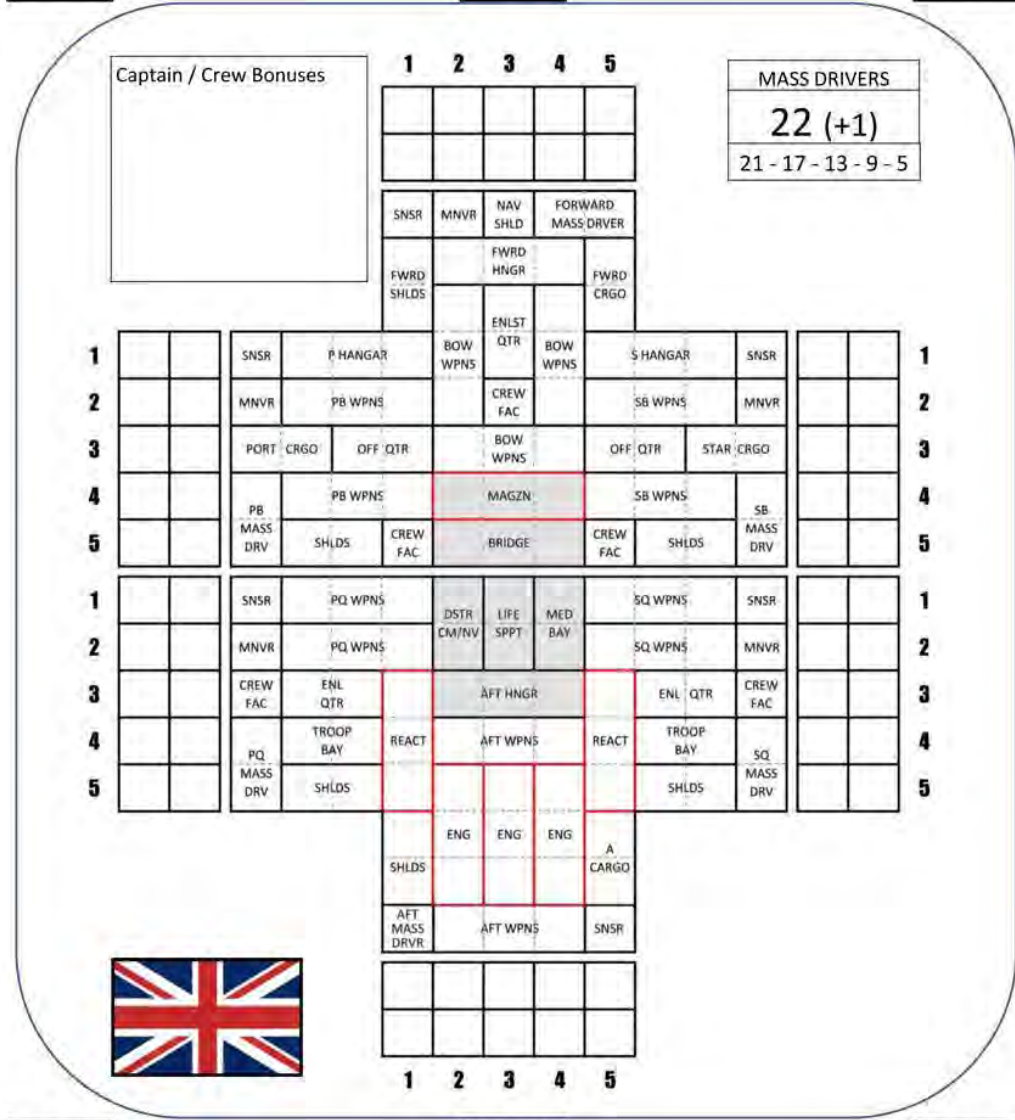 Captain / Crew Bonuses
1 2 3 4 5
MASS DRIVERS
22 (+1)
21 - 17 - 13 - 9 - 5
SNSR
MNVR
NAV
SHLD
FORWARD
MASS DRVER
FWRD
SHLDS
FWRD
HNGR
FWRD
CRGO
ENLST
QTR
BOW
WPNS
BOW
WPNS
1
SNSR
P HANGAR
S HANGAR
SNSR
1
2
MNVR
PB WPNS
CREW
FAC
SB WPNS
MNVR
2
3
PORT CRGO
OFF QTR
BOW
WPNS
OFF QTR
STAR CRGO
3
4
PB
MASS
DRV
PB WPNS
MAGZN
SB WPNS
SB
MASS
DRV
4
5
SHLDS
CREW
FAC
BRIDGE
CREW
FAC
SHLDS
5
1
SNSR
PQ WPNS
DSTR
CM/NV
LIFE
SPPT
MED
BAY
SQ WPNS
SNSR
1
2
MNVR
PQ WPNS
SQ WPNS
MNVR
2
3
CREW
FAC
ENL
QTR
AFT HNGR
ENL QTR
CREW
FAC
3
4
PQ
MASS
DRV
TROOP
BAY
REACT
AFT WPNS
REACT
TROOP
BAY
SQ
MASS
DRV
4
5
SHLDS
SHLDS
5
SHLDS
ENG
ENG
ENG
A
CARGO
AFT
MASS
DRVR
AFT WPNS
SNSR
1 2 3 4 5